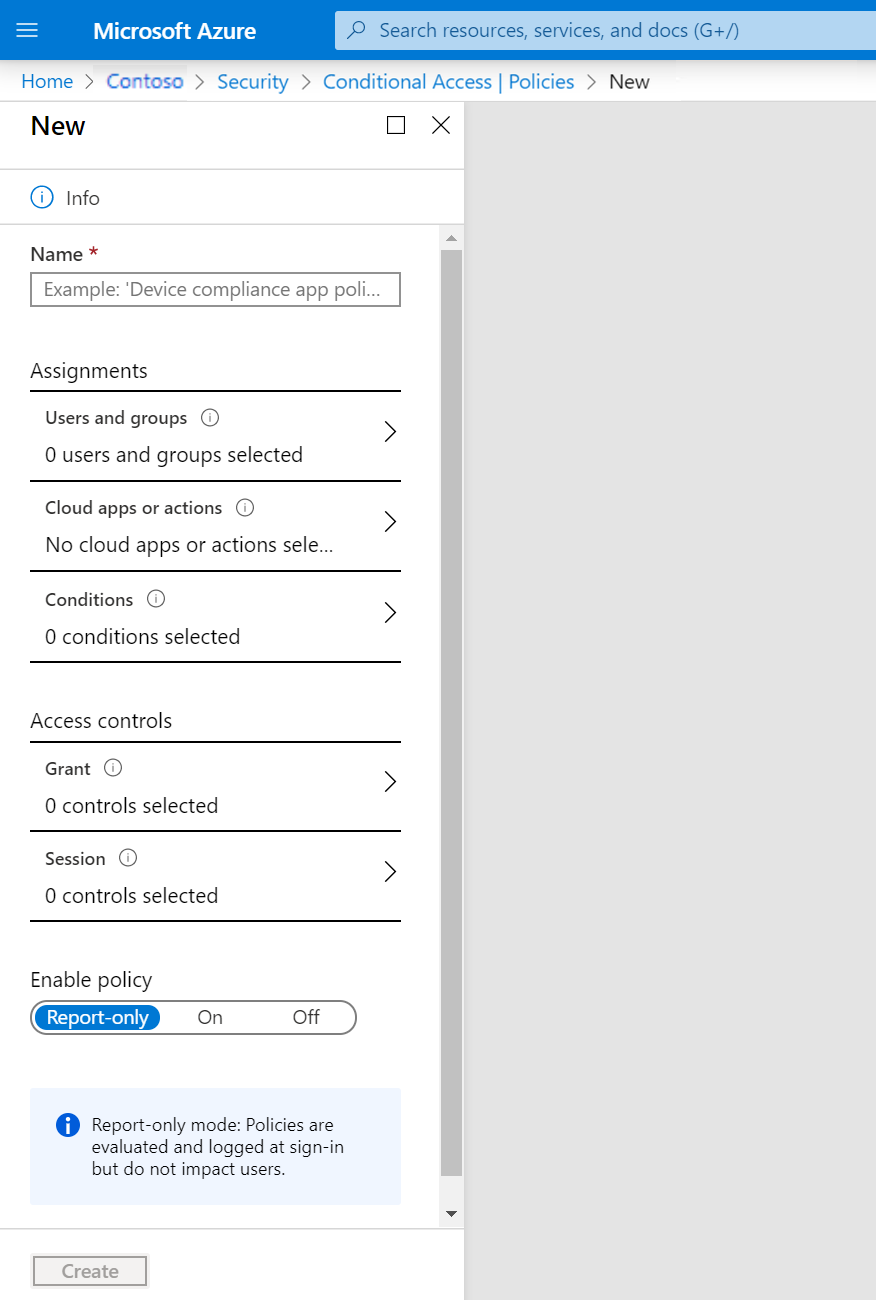 Microsoft Azure
Search resources, services, and docs (G+/)
Home > Contoso > Security > Conditional Access | Policies > New
New
Info
Name *
Example: 'Device compliance app poli...
Assignments
Users and groups
0 users and groups selected
Cloud apps or actions
No cloud apps or actions sele...
Conditions
0 conditions selected
Access controls
Grant
0 controls selected
Session
0 controls selected
Enable policy
Report-only On Off
Report-only mode: Policies are
evaluated and logged at sign-in
but do not impact users.
Create